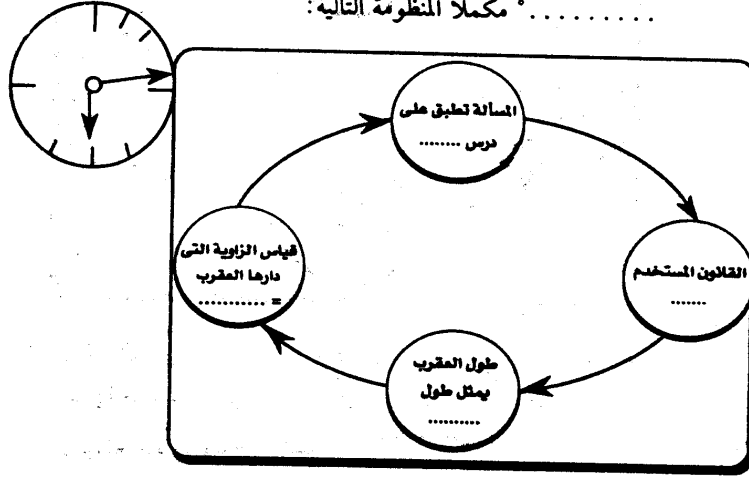 ..........° مكملاً المنظومة التالية:
المسألة تطبق على
درس ........
القانون المستخدم
.......
طول العقرب
يمثل طول
..........
قياس الزاوية التى
دارها العقرب
= ...........